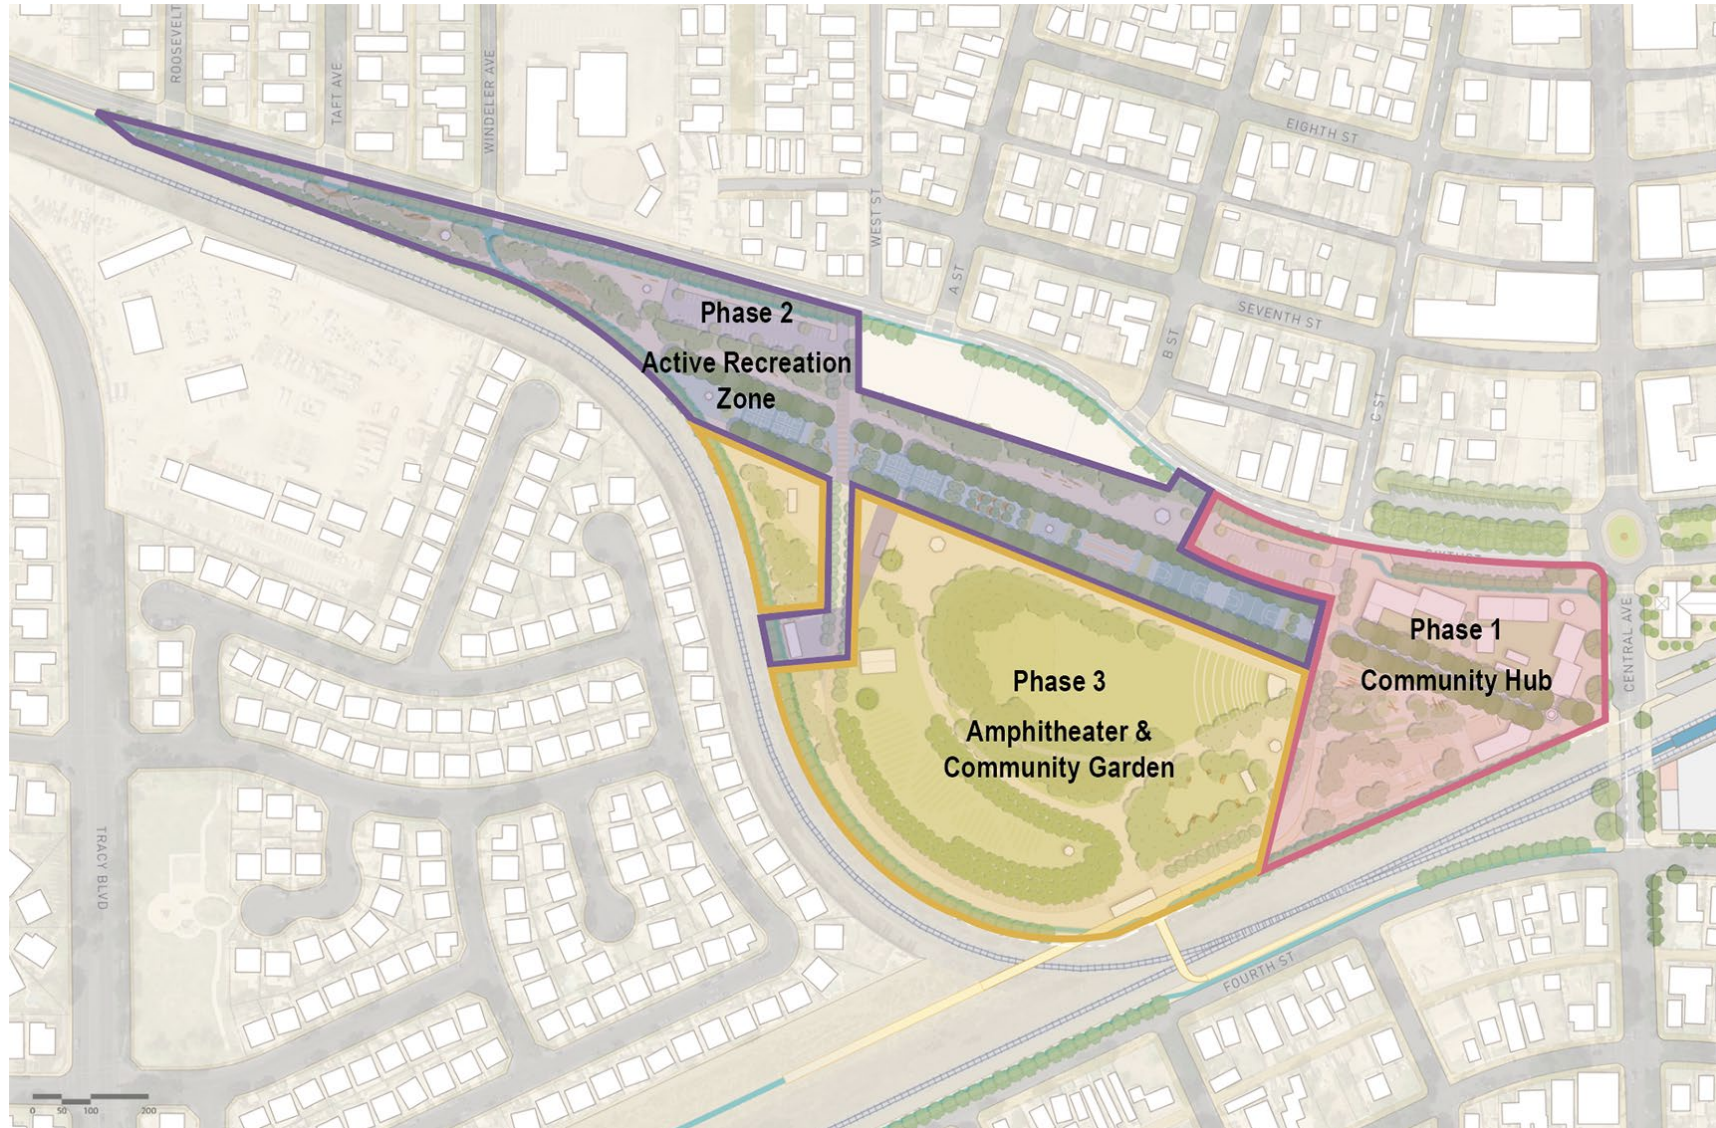 ROOSEVELT
TAFT AVE
WINDELER AVE
EIGHTH ST
WEST ST
A ST
SEVENTH ST
B ST
C ST
Phase 2
Active Recreation
Zone
Phase 1
Community Hub
CENTRAL AVE
Phase 3
Amphitheater &
Community Garden
TRACY BLVD
FOURTH ST
0 50 100 200